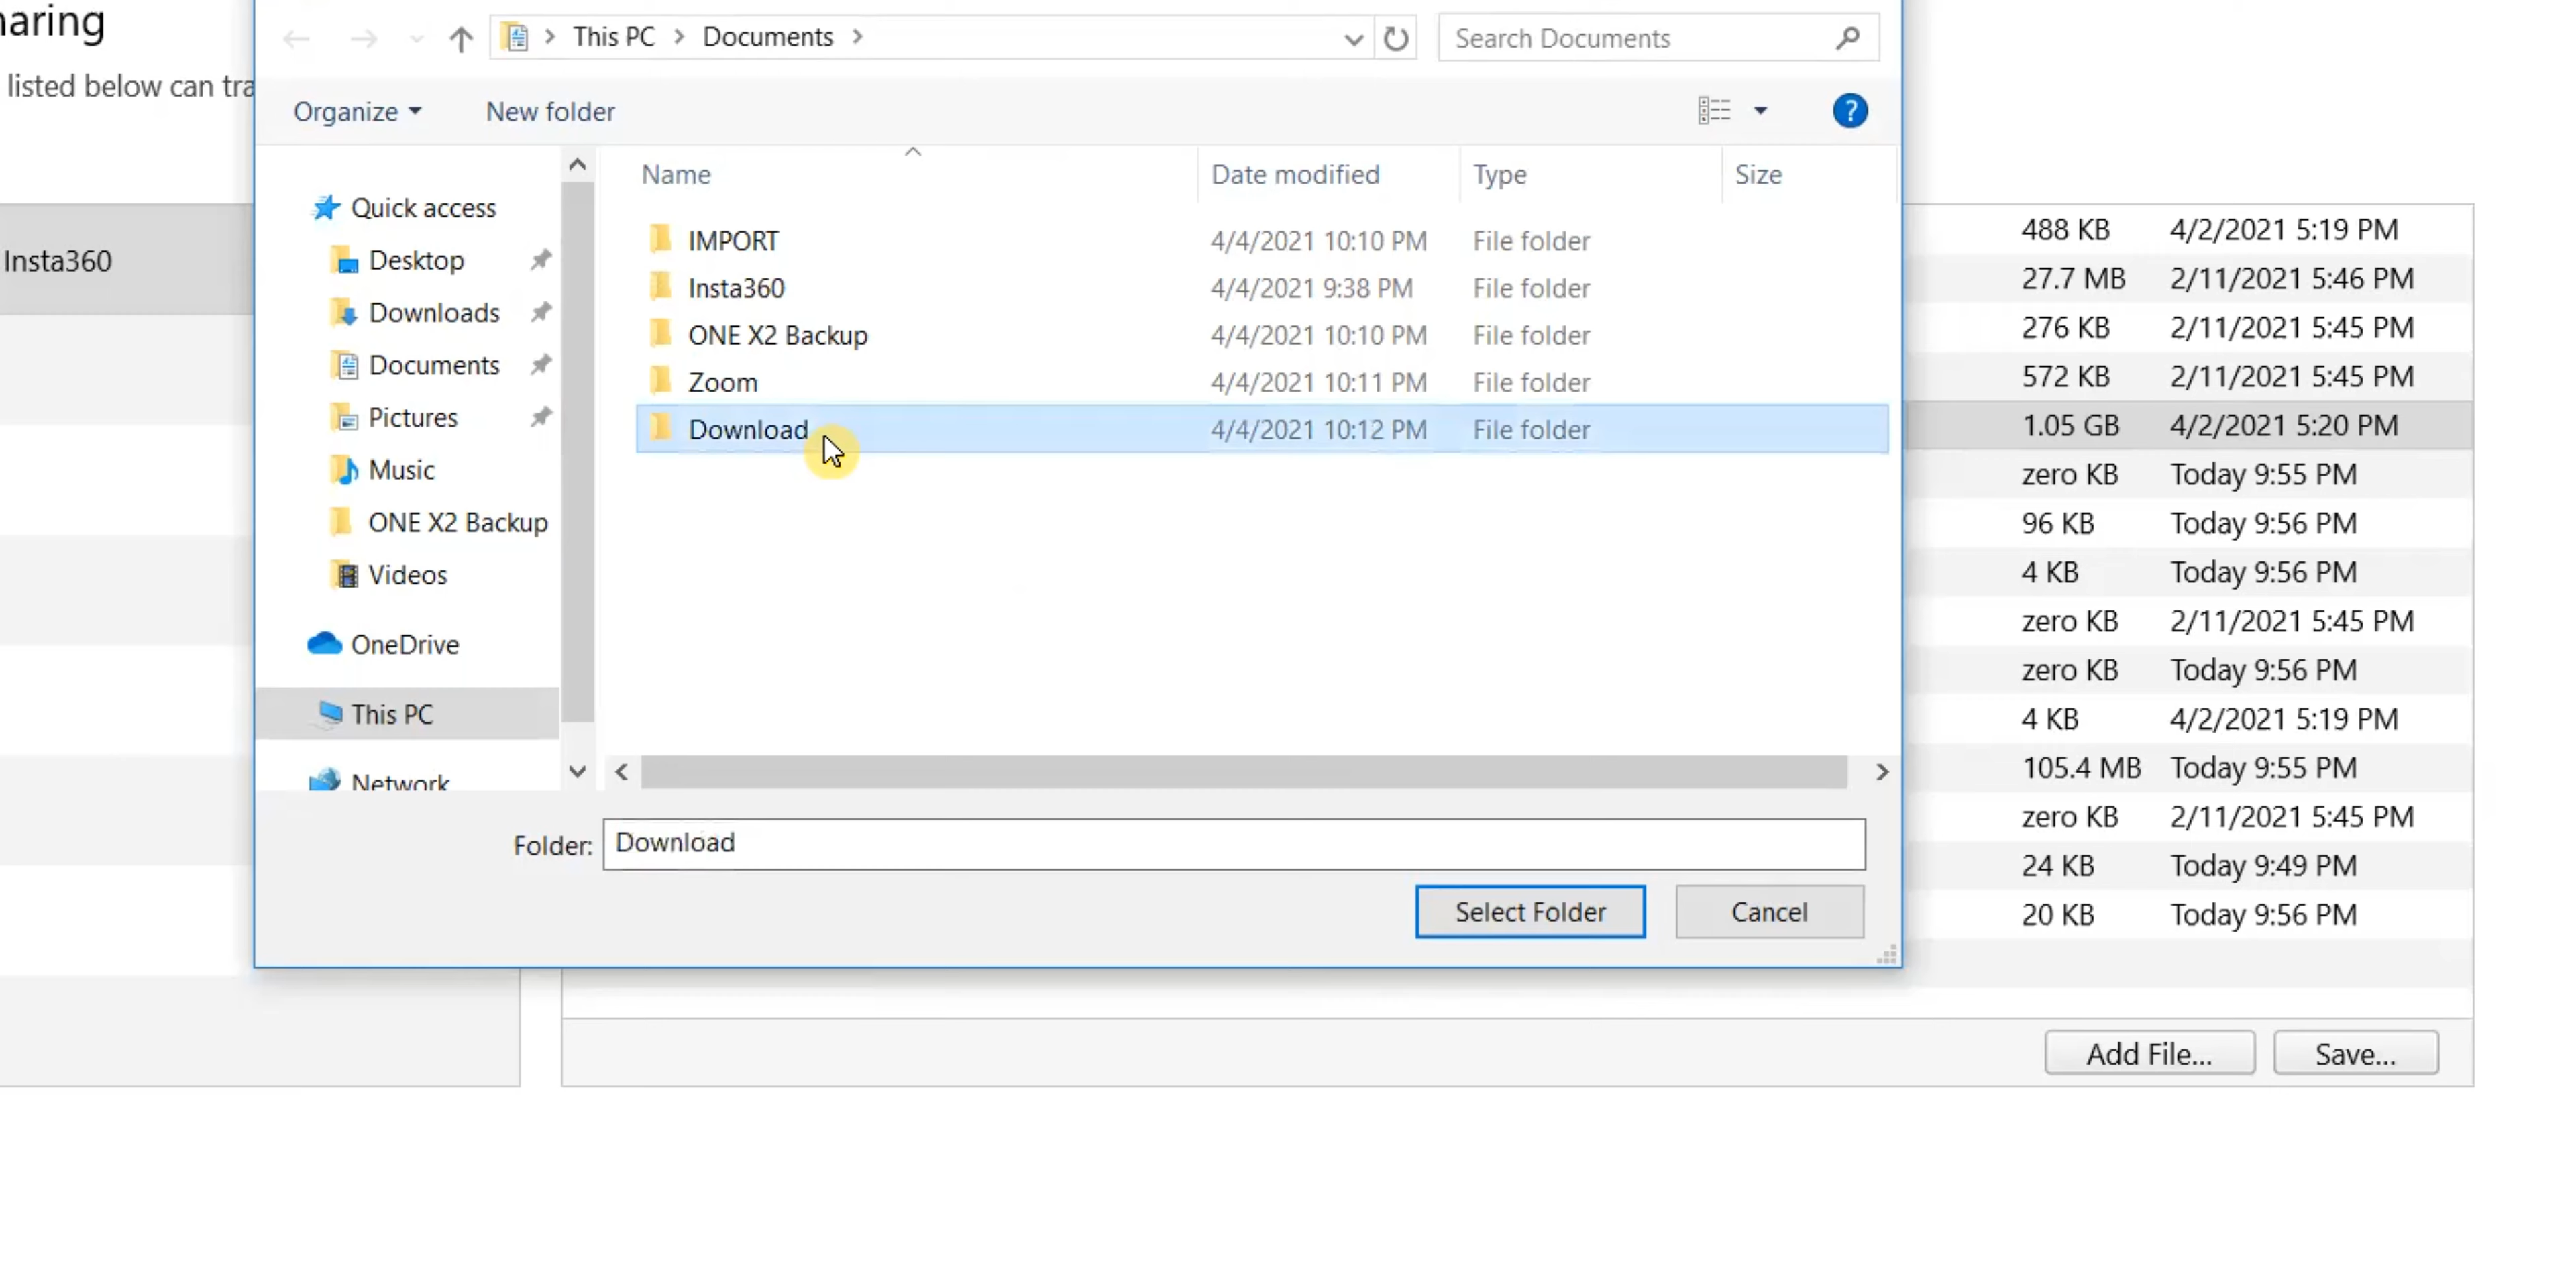 haring
listed below can tra
This PC > Documents >
Search Documents
Organize
New folder
Name Date modified Type Size
Quick access
Desktop
Downloads
Documents
Pictures
Music
ONE X2 Backup
Videos
OneDrive
This PC
Network
IMPORT 4/4/2021 10:10 PM File folder
Insta360 4/4/2021 9:38 PM File folder
ONE X2 Backup 4/4/2021 10:10 PM File folder
Zoom 4/4/2021 10:11 PM File folder
Download 4/4/2021 10:12 PM File folder
Folder: Download
Select Folder
Cancel
Insta360
488 KB 4/2/2021 5:19 PM
27.7 MB 2/11/2021 5:46 PM
276 KB 2/11/2021 5:45 PM
572 KB 2/11/2021 5:45 PM
1.05 GB 4/2/2021 5:20 PM
zero KB Today 9:55 PM
96 KB Today 9:56 PM
4 KB Today 9:56 PM
zero KB 2/11/2021 5:45 PM
zero KB Today 9:56 PM
4 KB 4/2/2021 5:19 PM
105.4 MB Today 9:55 PM
zero KB 2/11/2021 5:45 PM
24 KB Today 9:49 PM
20 KB Today 9:56 PM
Add File...
Save...